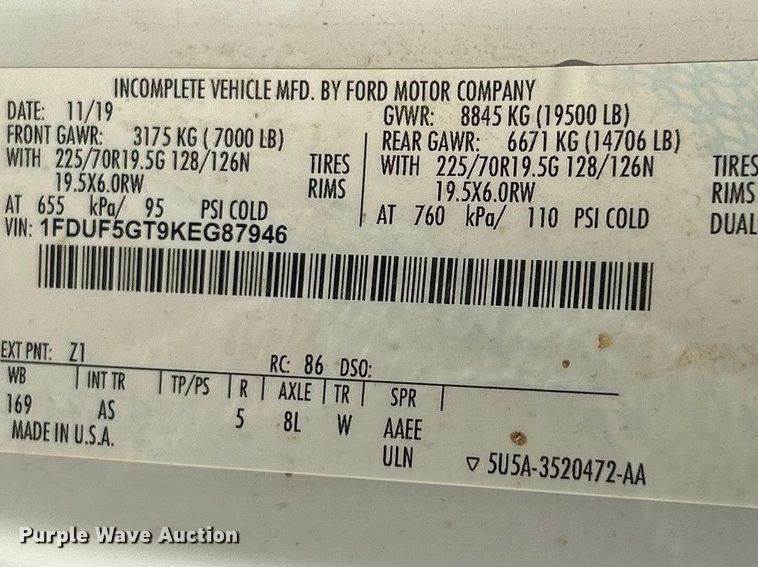 INCOMPLETE VEHICLE MFD. BY FORD MOTOR COMPANY
DATE: 11/19 GVWR: 8845 KG (19500 LB)
FRONT GAWR: 3175 KG (7000 LB) REAR GAWR: 6671 KG (14706 LB)
WITH 225/70R19.5G 128/126N TIRES WITH 225/70R19.5G 128/126N TIRES
19.5X6.0RW RIMS 19.5X6.0RW RIMS
AT 655 kPa/ 95 PSI COLD AT 760 kPa/ 110 PSI COLD DUAL
VIN: 1FDUF5GT9KEG87946
EXT PNT: Z1 RC: 86 DSO:
WB INT TR TP/PS R AXLE TR SPR
169 AS 5 8L W AAEE
MADE IN U.S.A. ULN ▽ 5U5A-3520472-AA
Purple Wave Auction